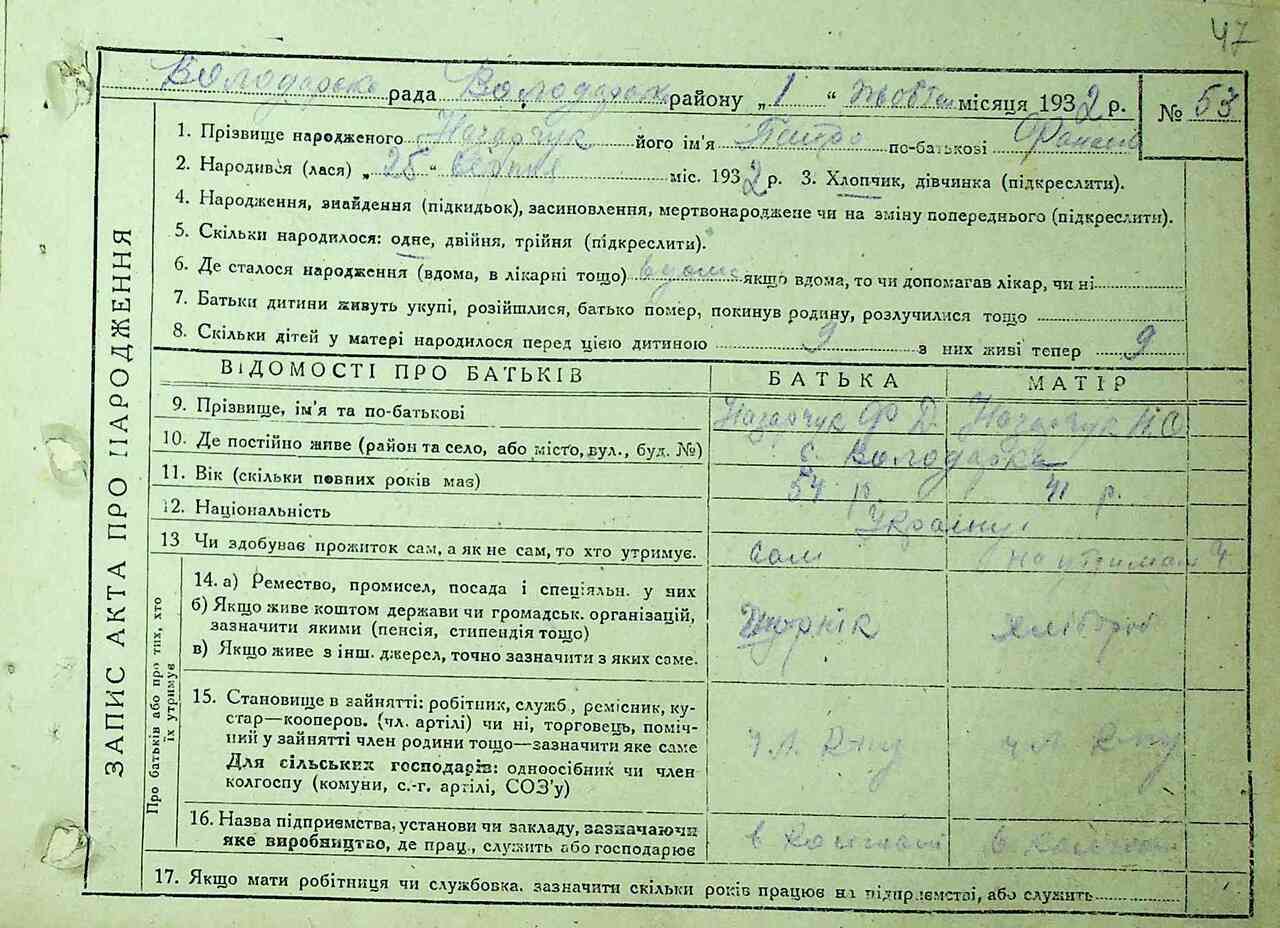 47
Володарська рада Володарськ району „1“ Жовтня місяця 1932 р. № 53
ЗАПИС АКТА ПРО НАРОДЖЕННЯ
1. Прізвище народженого Назарчук його ім'я Петро по-батькові
2. Народивѣя (лася) „25“ серпня міс. 1932 р. 3. Хлопчик, дівчинка (підкреслити).
4. Народження, знайдення (підкидьок), засиновлення, мертвонароджене чи на зміну попереднього (підкреслити).
5. Скільки народилося: одне, двійня, трійня (підкреслити).
6. Де сталося народження (вдома, в лікарні тощо) вдома якщо вдома, то чи допомагав лікар, чи ні
7. Батьки дитини живуть укупі, розійшлися, батько помер, покинув родину, розлучилися тощо
8. Скільки дітей у матері народилося перед цією дитиною 9 з них живі тепер 9
ВІДОМОСТІ ПРО БАТЬКІВ БАТЬКА МАТІР
9. Прізвище, ім'я та по-батькові Назарчук Ф Д. Назарчук
10. Де постійно живе (район та село, або місто, вул., буд. №) с. Володарка
11. Вік (скільки повних років має) 54 р. 41 р.
12. Національність Україн
13 Чи здобуває прожиток сам, а як не сам, то хто утримує. Сам на утриман ч
Про батьків або про тих, хто
їх утримує
14. а) Ремество, промисел, посада і спеціяльн. у них
б) Якщо живе коштом держави чи громадськ. організацій,
зазначити якими (пенсія, стипендія тощо) хлібороб
в) Якщо живе з інш. джерел, точно зазначити з яких саме.
15. Становище в зайнятті: робітник, служб., ремісник, ку-
стар—кооперов. (чл. артілі) чи ні, торговець, поміч-
ний у зайнятті член родини тощо—зазначити яке саме чл. чл.
Для сільських господарів: одноосібник чи член
колгоспу (комуни, с.-г. артілі, СОЗ'у)
16. Назва підприємства, установи чи закладу, зазначаючи
яке виробництво, де прац., служить або господарює в в
17. Якщо мати робітниця чи службовка. зазначити скільки років працює на підприємстві, або служить